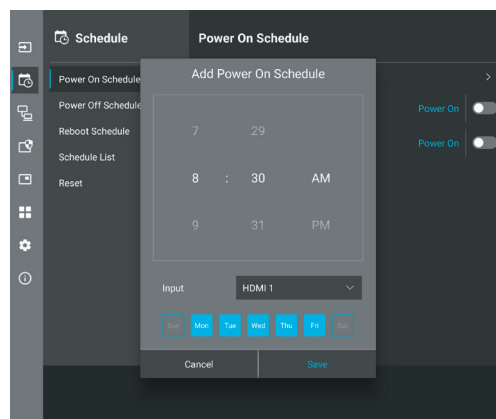 Schedule
Power On Schedule
Power On Schedule
Power Off Schedule
Reboot Schedule
Schedule List
Reset
Power On
Power On
Add Power On Schedule
7 29
8 : 30 AM
9 31 PM
Input HDMI 1
Sun Mon Tue Wed Thu Fri Sat
Cancel Save